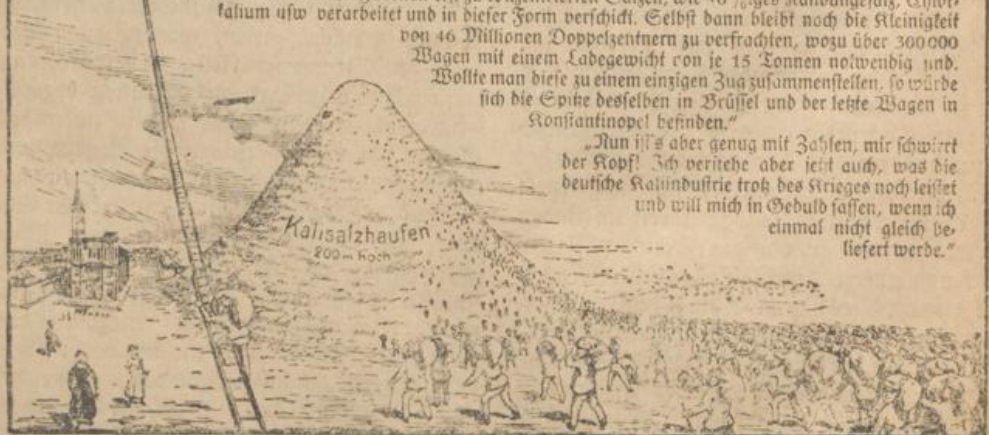 zu Salzen, wie
kalium usw verarbeitet und in dieser Form verschickt. Selbst dann bleibt noch die Kleinigkeit
von 46 Millionen Doppelzentnern zu verfrachten, wozu über 300000
Wagen mit einem Ladegewicht von je 15 Tonnen notwendig sind.
Wollte man diese zu einem einzigen Zug zusammenstellen, so würde
sich die Spitze desselben in Brüssel und der letzte Wagen in
Konstantinopel befinden.“
„Nun ist's aber genug mit Zahlen, mir schwirrt
der Kopf! Ich verstehe aber jetzt auch, was die
deutsche Kaliindustrie trotz des Krieges noch leistet
und will mich in Geduld fassen, wenn ich
einmal nicht gleich be-
liefert werde.“
Kalisalzhaufen
200 m hoch